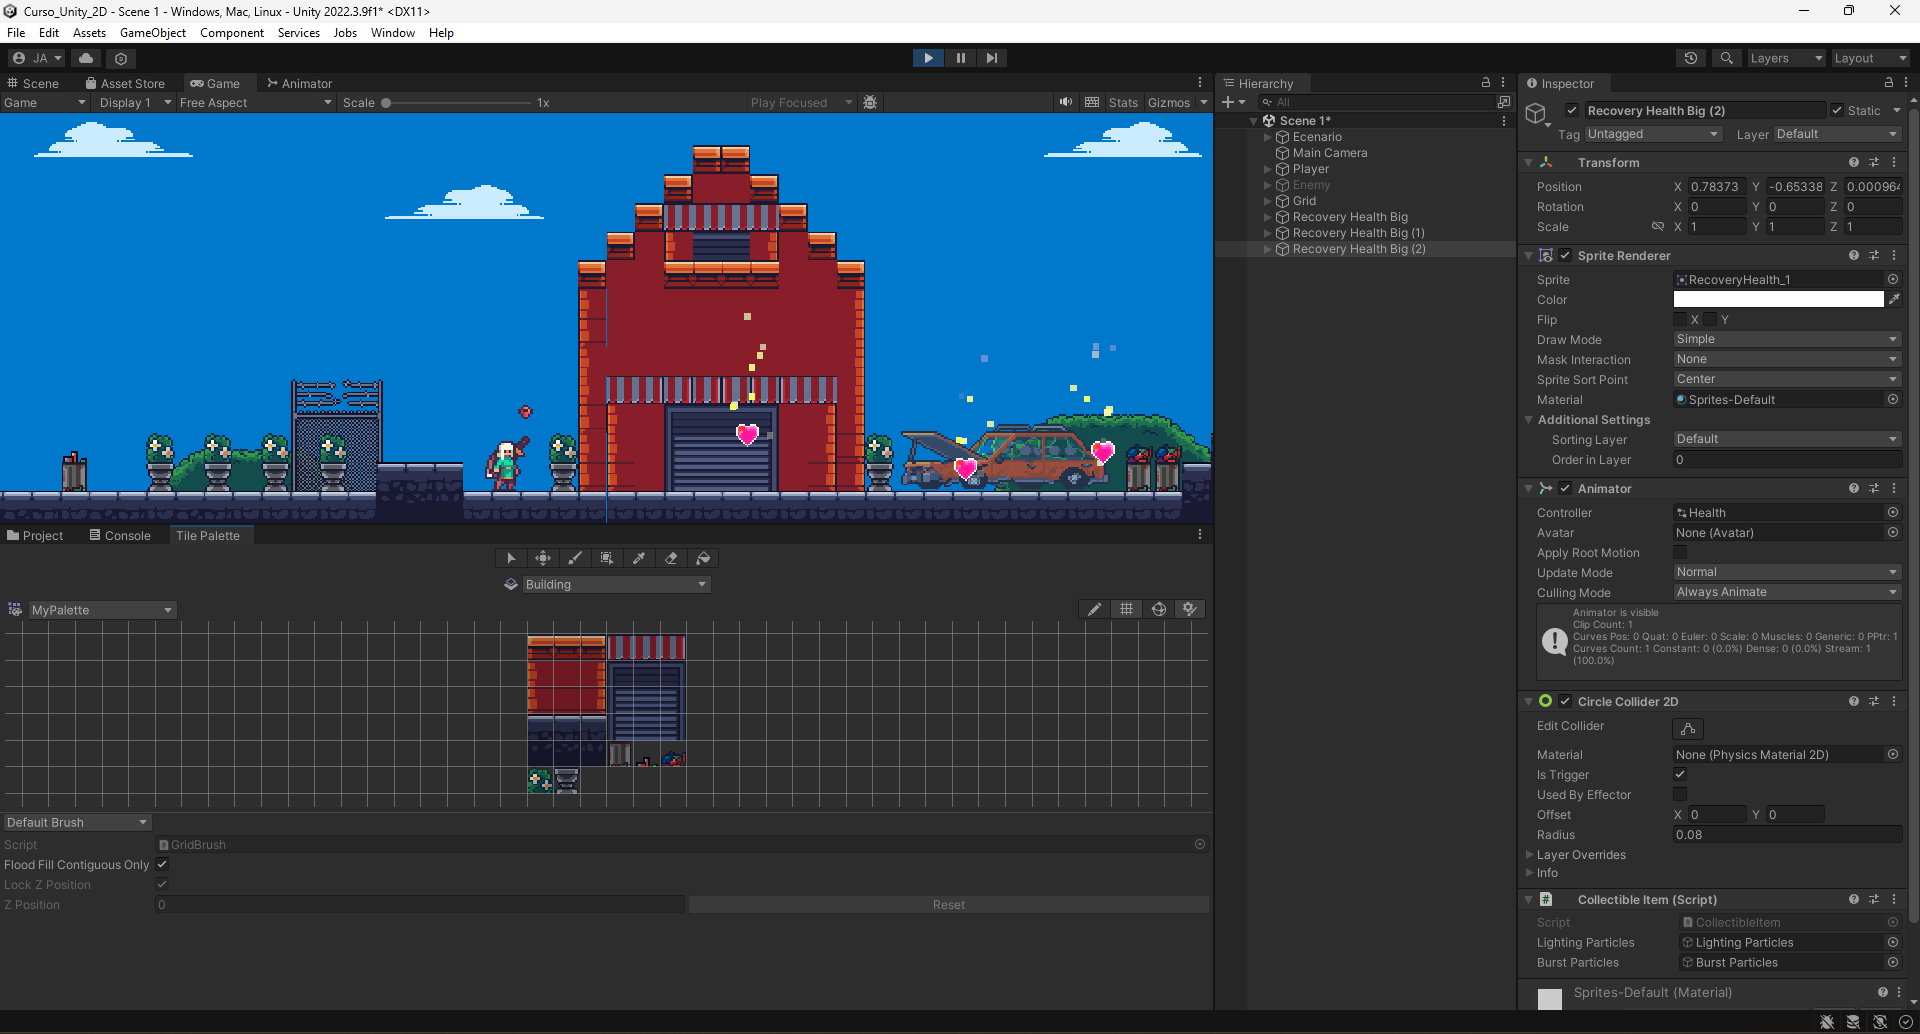 Curso_Unity_2D - Scene 1 - Windows, Mac, Linux - Unity 2022.3.9f1* <DX11>
File Edit Assets GameObject Component Services Jobs Window Help
JA Layers Layout
Scene Asset Store Game Animator
Game Display 1 Free Aspect Scale 1x Play Focused Stats Gizmos
Hierarchy
All
Scene 1*
Ecenario
Main Camera
Player
Enemy
Grid
Recovery Health Big
Recovery Health Big (1)
Recovery Health Big (2)
Project Console Tile Palette
Building
MyPalette
Default Brush
Script GridBrush
Flood Fill Contiguous Only
Lock Z Position
Z Position 0 Reset
Inspector
Recovery Health Big (2) Static
Tag Untagged Layer Default
Transform
Position X 0.78373 Y -0.65338 Z 0.000964
Rotation X 0 Y 0 Z 0
Scale X 1 Y 1 Z 1
Sprite Renderer
Sprite RecoveryHealth_1
Color
Flip X Y
Draw Mode Simple
Mask Interaction None
Sprite Sort Point Center
Material Sprites-Default
Additional Settings
Sorting Layer Default
Order in Layer 0
Animator
Controller Health
Avatar None (Avatar)
Apply Root Motion
Update Mode Normal
Culling Mode Always Animate
Animator is visible
Clip Count: 1
Curves Pos: 0 Quat: 0 Euler: 0 Scale: 0 Muscles: 0 Generic: 0 PPtr: 1
Curves Count: 1 Constant: 0 (0.0%) Dense: 0 (0.0%) Stream: 1
(100.0%)
Circle Collider 2D
Edit Collider
Material None (Physics Material 2D)
Is Trigger
Used By Effector
Offset X 0 Y 0
Radius 0.08
Layer Overrides
Info
Collectible Item (Script)
Script CollectibleItem
Lighting Particles Lighting Particles
Burst Particles Burst Particles
Sprites-Default (Material)